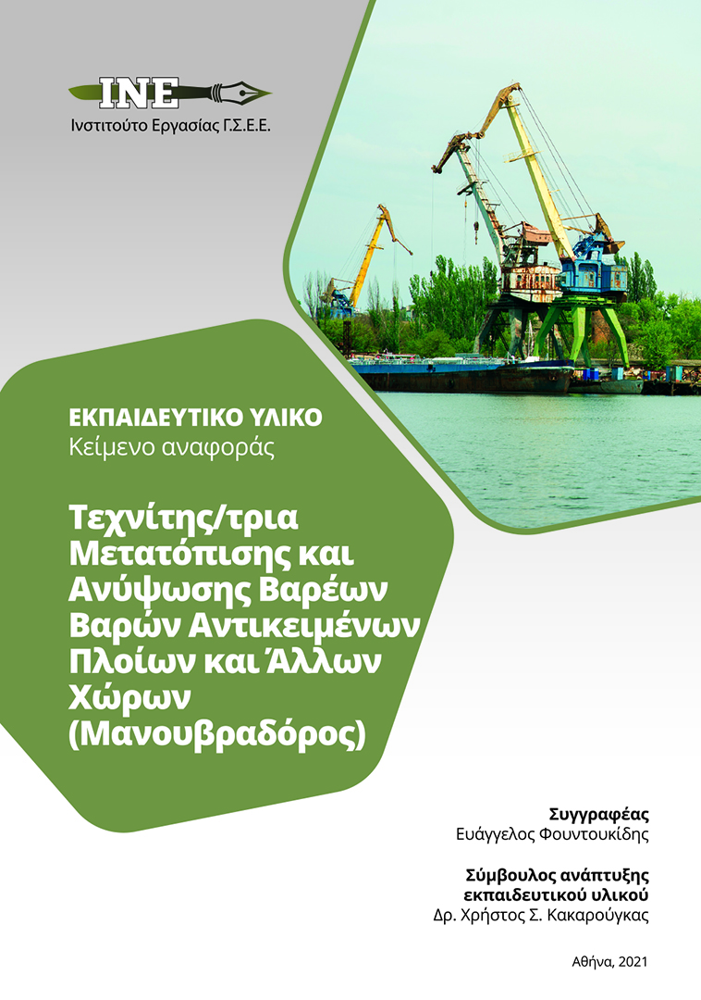 INE
Ινστιτούτο Εργασίας Γ.Σ.Ε.Ε.
ΕΚΠΑΙΔΕΥΤΙΚΟ ΥΛΙΚΟ
Κείμενο αναφοράς
Τεχνίτης/τρια
Μετατόπισης και
Ανύψωσης Βαρέων
Βαρών Αντικειμένων
Πλοίων και Άλλων
Χώρων
(Μανουβραδόρος)
Συγγραφέας
Ευάγγελος Φουντουκίδης
Σύμβουλος ανάπτυξης
εκπαιδευτικού υλικού
Δρ. Χρήστος Σ. Κακαρούγκας
Αθήνα, 2021